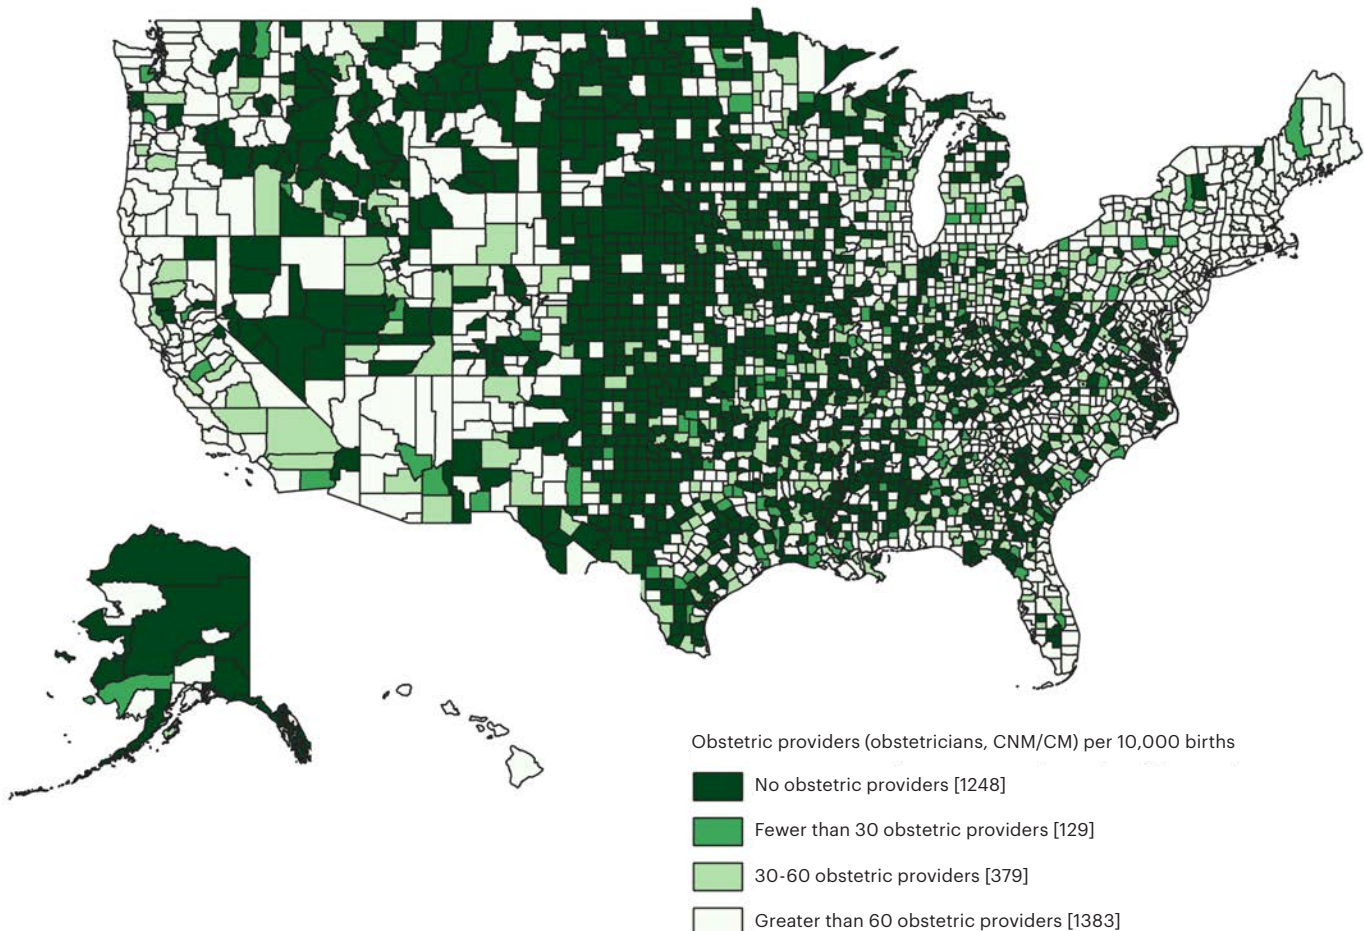 Obstetric providers (obstetricians, CNM/CM) per 10,000 births
No obstetric providers [1248]
Fewer than 30 obstetric providers [129]
30-60 obstetric providers [379]
Greater than 60 obstetric providers [1383]